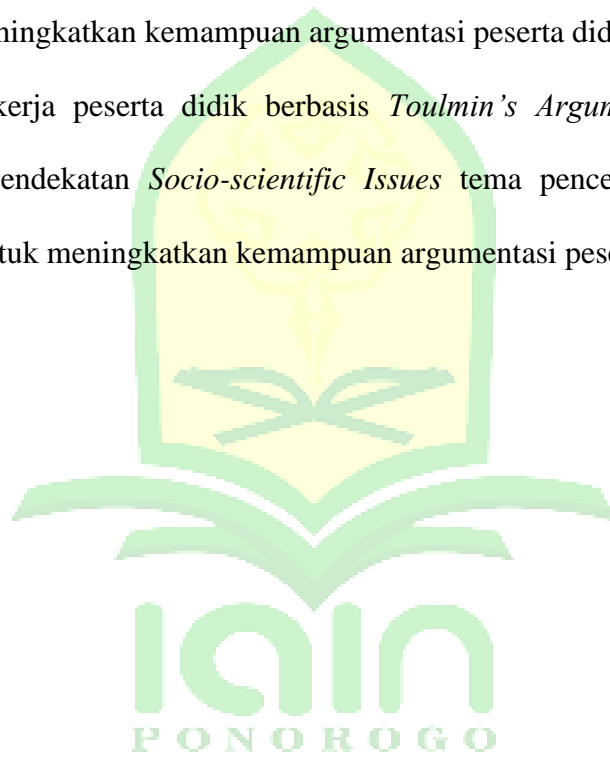 ningkatkan kemampuan argumentasi peserta did
kerja peserta didik berbasis Toulmin's Argum
pendekatan Socio-scientific Issues tema pence
tuk meningkatkan kemampuan argumentasi pese
iain
PONOROGO